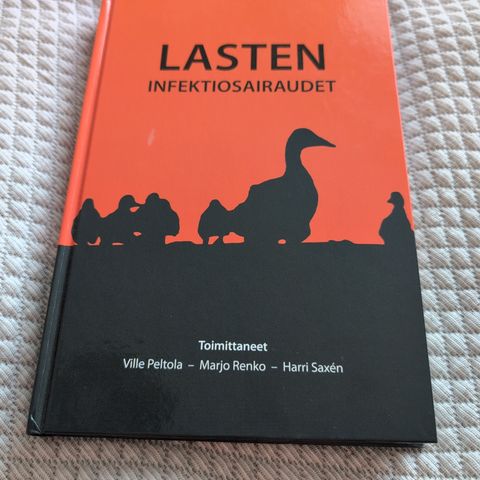 LASTEN
INFEKTIOSAIRAUDET
Toimittaneet
Ville Peltola – Marjo Renko – Harri Saxén